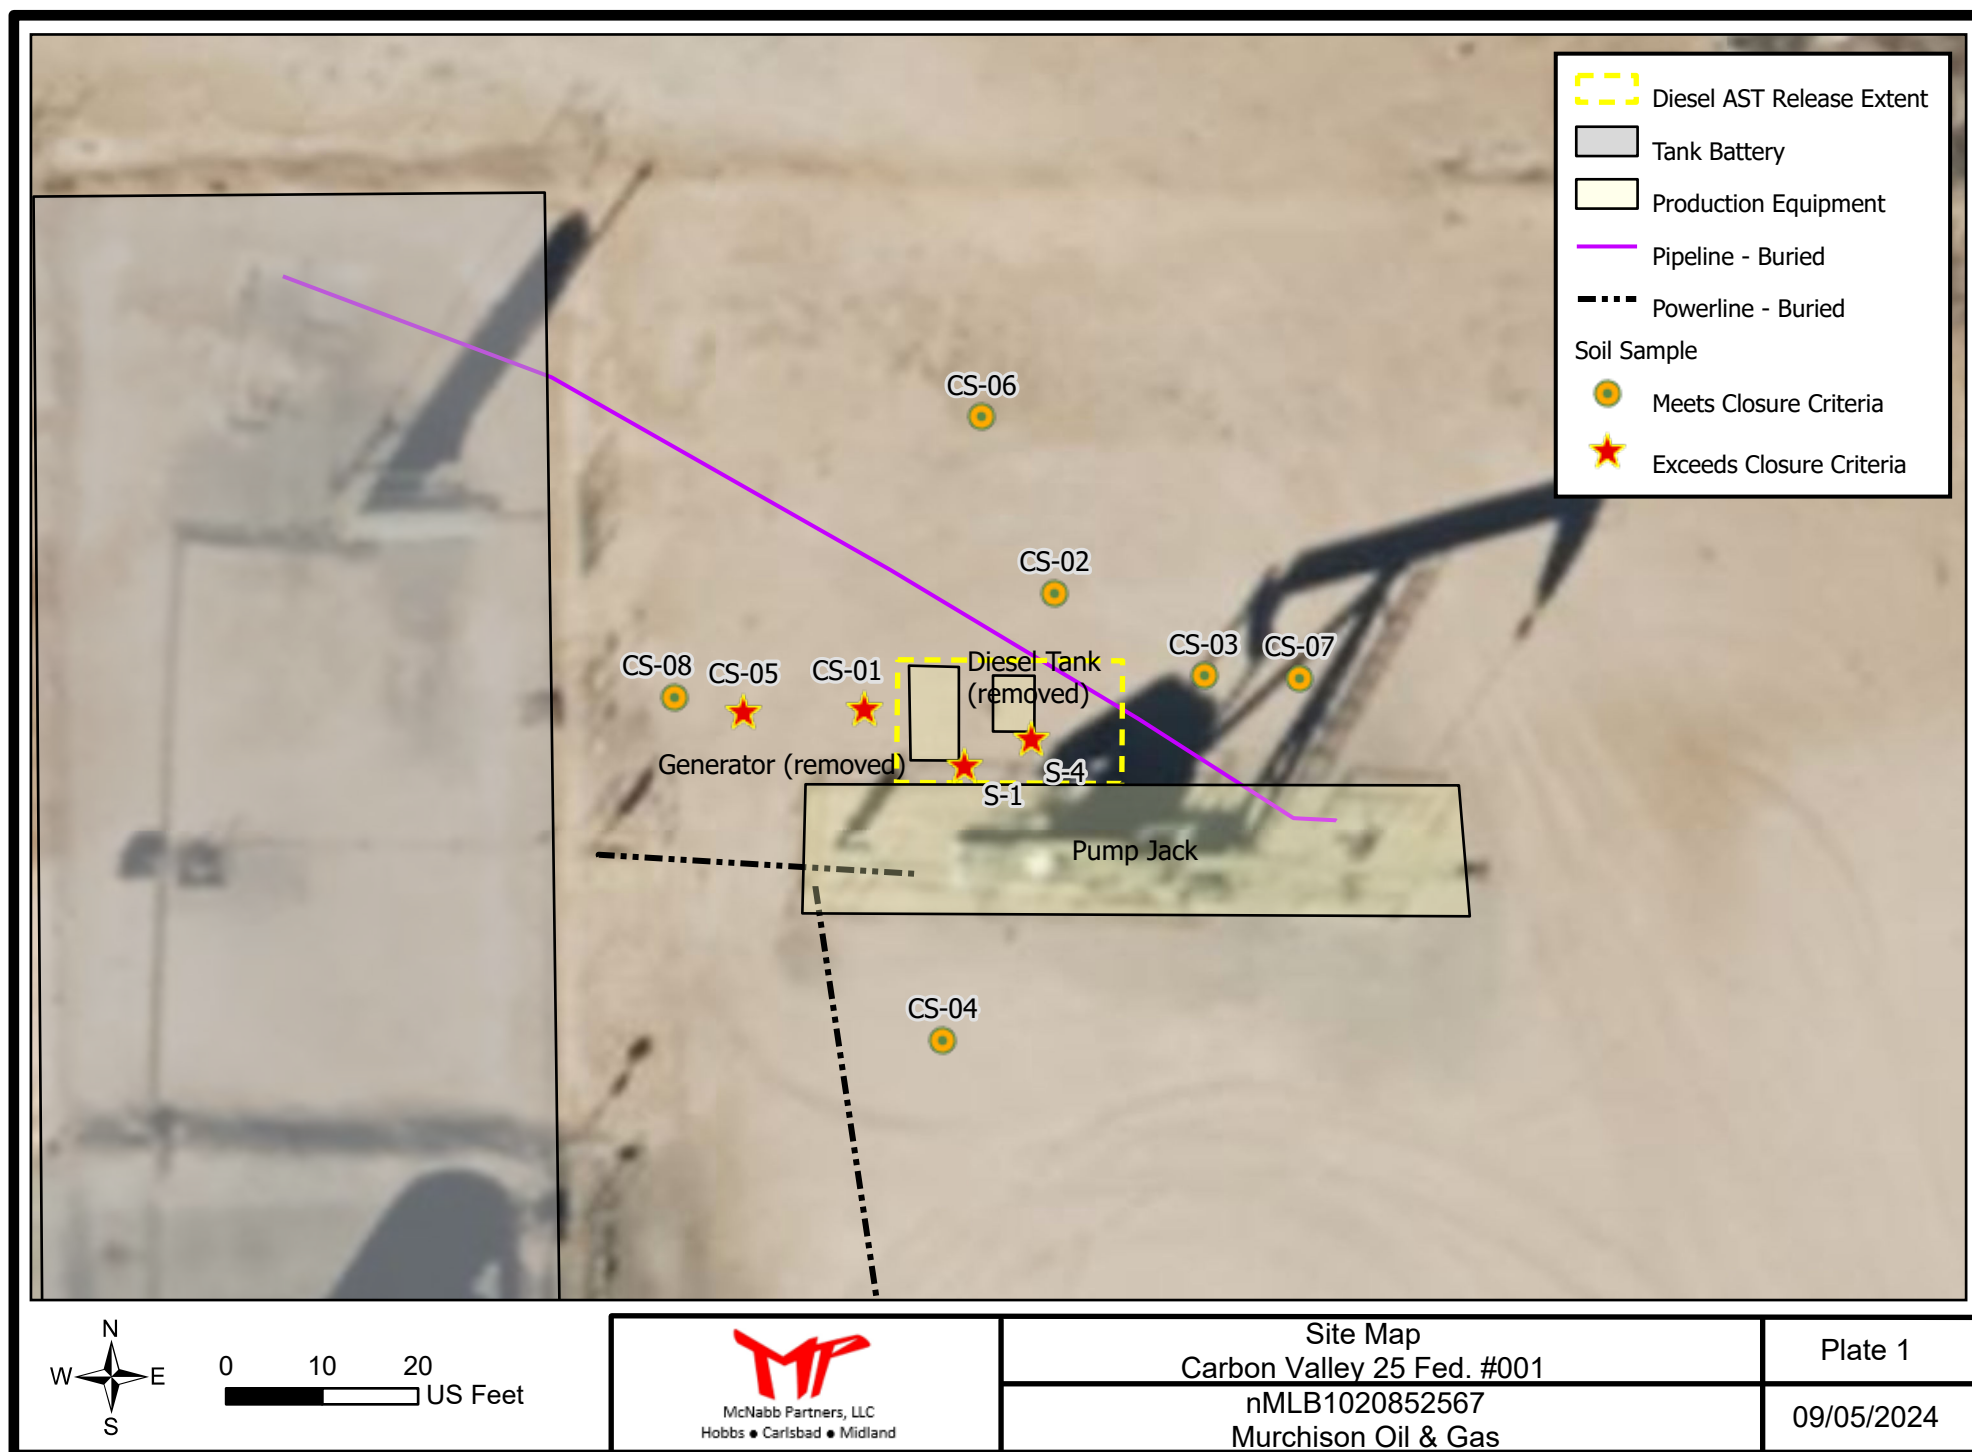 Diesel AST Release Extent
Tank Battery
Production Equipment
Pipeline - Buried
Powerline - Buried
Soil Sample
Meets Closure Criteria
Exceeds Closure Criteria
CS-06
CS-02
CS-03
CS-07
CS-08
CS-05
CS-01
Diesel Tank
(removed)
Generator (removed)
S-4
S-1
Pump Jack
CS-04
N
W
E
S
0 10 20
US Feet
MP
McNabb Partners, LLC
Hobbs ● Carlsbad ● Midland
Site Map
Carbon Valley 25 Fed. #001
nMLB1020852567
Murchison Oil & Gas
Plate 1
09/05/2024